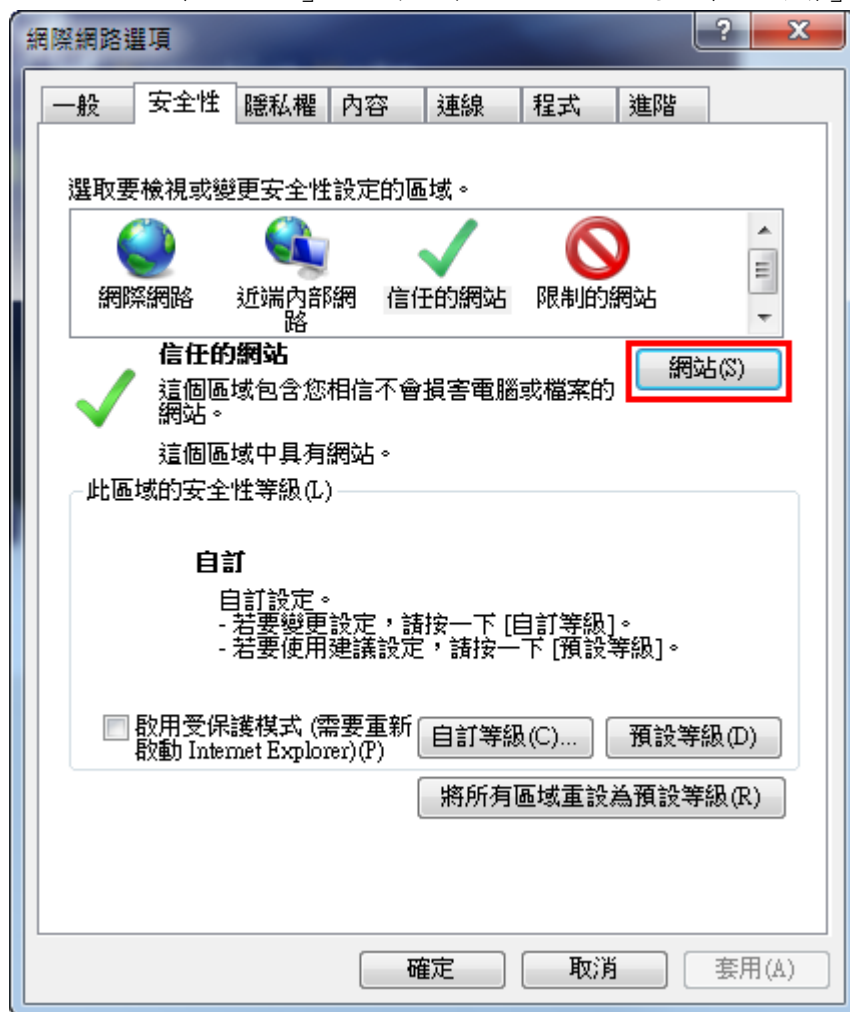 網際網路選項
一般 安全性 隱私權 內容 連線 程式 進階
選取要檢視或變更安全性設定的區域。
網際網路 近端內部網路 信任的網站 限制的網站
信任的網站
網站(S)
這個區域包含您相信不會損害電腦或檔案的
網站。
這個區域中具有網站。
此區域的安全性等級(L)
自訂
自訂設定。
- 若要變更設定，請按一下 [自訂等級]。
- 若要使用建議設定，請按一下 [預設等級]。
啟用受保護模式 (需要重新
啟動 Internet Explorer)(P)
自訂等級(C)... 預設等級(D)
將所有區域重設為預設等級(R)
確定 取消 套用(A)